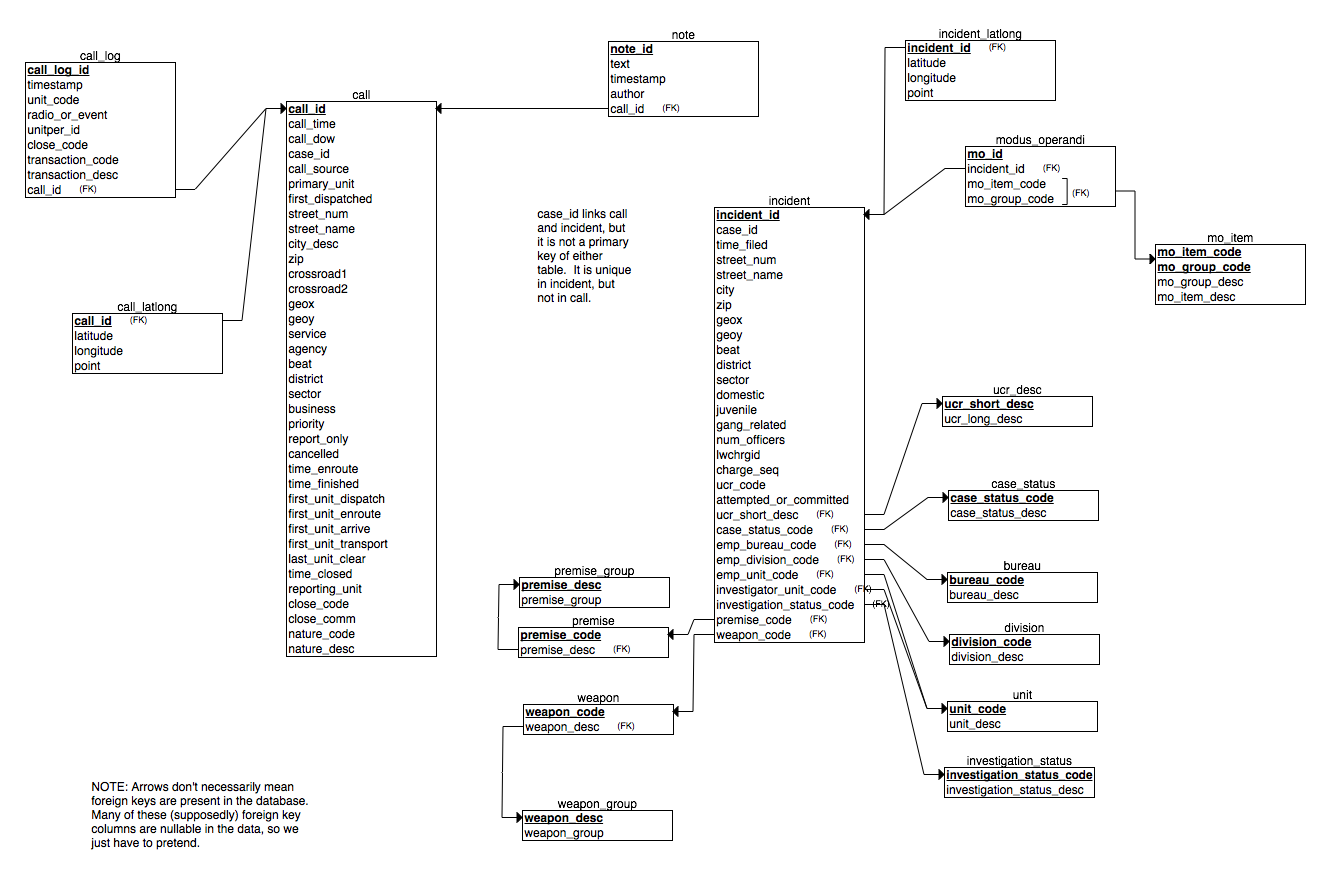 call_log
call_log_id
timestamp
unit_code
radio_or_event
unitper_id
close_code
transaction_code
transaction_desc
call_id (FK)
call_latlong
call_id (FK)
latitude
longitude
point
call
call_id
call_time
call_dow
case_id
call_source
primary_unit
first_dispatched
street_num
street_name
city_desc
zip
crossroad1
crossroad2
geox
geoy
service
agency
beat
district
sector
business
priority
report_only
cancelled
time_enroute
time_finished
first_unit_dispatch
first_unit_enroute
first_unit_arrive
first_unit_transport
last_unit_clear
time_closed
reporting_unit
close_code
close_comm
nature_code
nature_desc
note
note_id
text
timestamp
author
call_id (FK)
case_id links call
and incident, but
it is not a primary
key of either
table. It is unique
in incident, but
not in call.
incident
incident_id
case_id
time_filed
street_num
street_name
city
zip
geox
geoy
beat
district
sector
domestic
juvenile
gang_related
num_officers
lwchrgid
charge_seq
ucr_code
attempted_or_committed
ucr_short_desc (FK)
case_status_code (FK)
emp_bureau_code (FK)
emp_division_code (FK)
emp_unit_code (FK)
investigator_unit_code (FK)
investigation_status_code (FK)
premise_code (FK)
weapon_code (FK)
incident_latlong
incident_id (FK)
latitude
longitude
point
modus_operandi
mo_id
incident_id (FK)
mo_item_code
mo_group_code (FK)
mo_item
mo_item_code
mo_group_code
mo_group_desc
mo_item_desc
ucr_desc
ucr_short_desc
ucr_long_desc
case_status
case_status_code
case_status_desc
bureau
bureau_code
bureau_desc
division
division_code
division_desc
unit
unit_code
unit_desc
investigation_status
investigation_status_code
investigation_status_desc
premise_group
premise_desc
premise_group
premise
premise_code
premise_desc (FK)
weapon
weapon_code
weapon_desc (FK)
weapon_group
weapon_desc
weapon_group
NOTE: Arrows don't necessarily mean
foreign keys are present in the database.
Many of these (supposedly) foreign key
columns are nullable in the data, so we
just have to pretend.